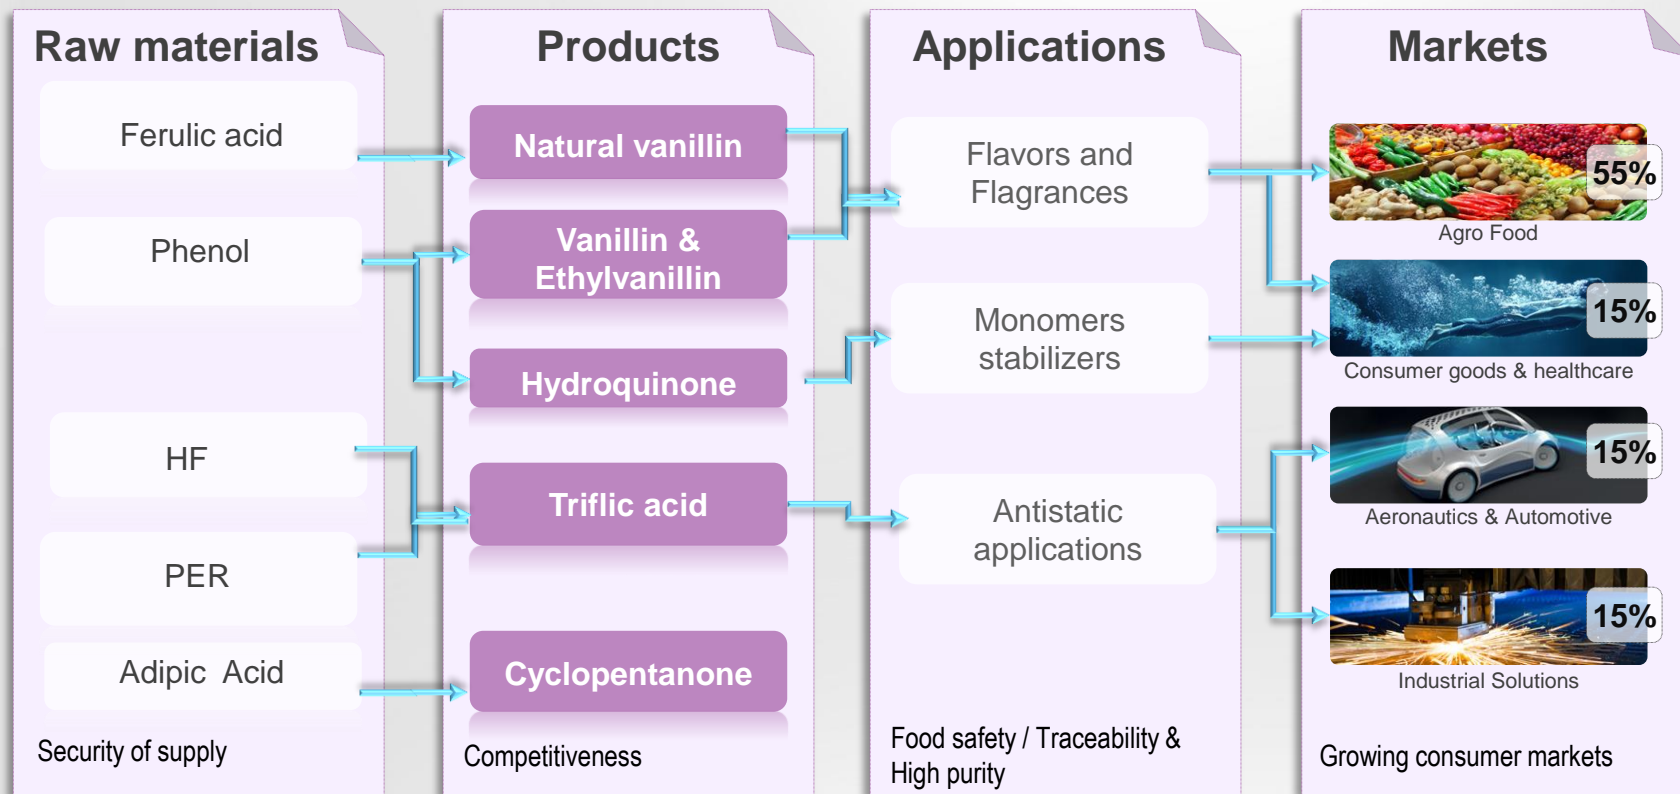 Raw materials
Ferulic acid
Phenol
HF
PER
Adipic Acid
Security of supply
Products
Natural vanillin
Vanillin &
Ethylvanillin
Hydroquinone
Triflic acid
Cyclopentanone
Competitiveness
Applications
Flavors and
Flagrances
Monomers
stabilizers
Antistatic
applications
Food safety / Traceability &
High purity
Markets
55%
Agro Food
15%
Consumer goods & healthcare
15%
Aeronautics & Automotive
15%
Industrial Solutions
Growing consumer markets